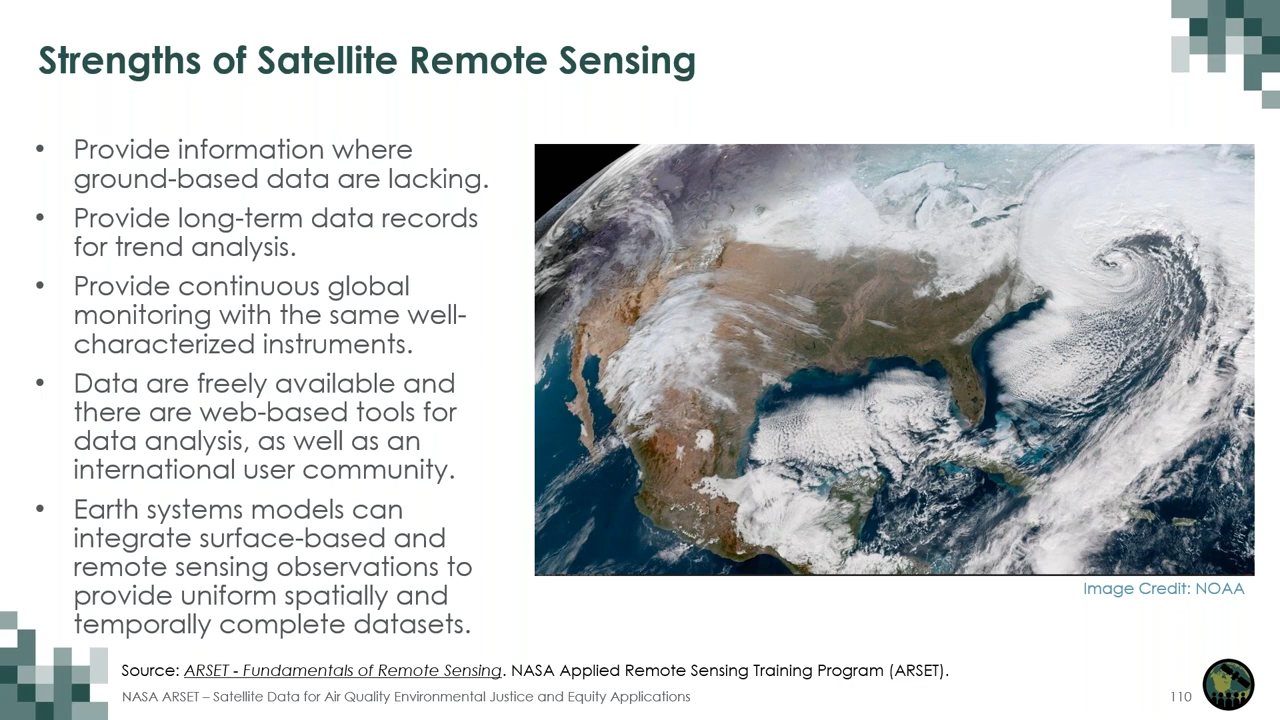 Strengths of Satellite Remote Sensing
• Provide information where
ground-based data are lacking.
• Provide long-term data records
for trend analysis.
• Provide continuous global
monitoring with the same well-
characterized instruments.
• Data are freely available and
there are web-based tools for
data analysis, as well as an
international user community.
• Earth systems models can
integrate surface-based and
remote sensing observations to
provide uniform spatially and
temporally complete datasets.
Image Credit: NOAA
Source: ARSET - Fundamentals of Remote Sensing. NASA Applied Remote Sensing Training Program (ARSET).
NASA ARSET – Satellite Data for Air Quality Environmental Justice and Equity Applications
110